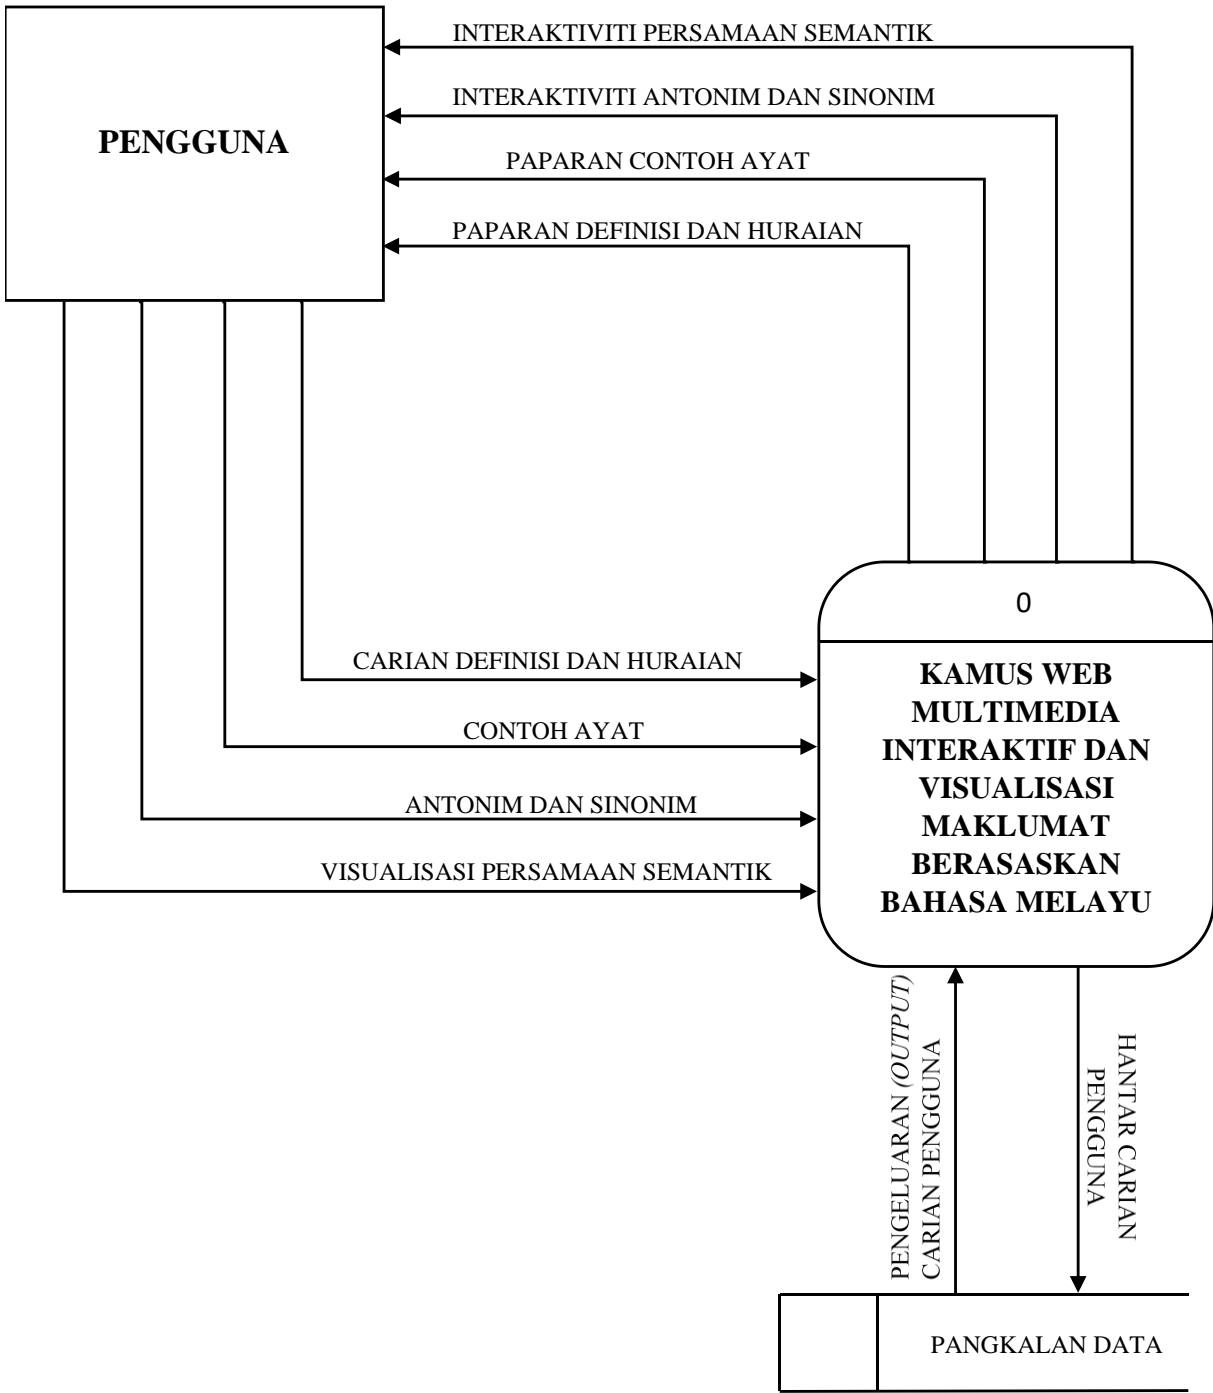 INTERAKTIVITI PERSAMAAN SEMANTIK
INTERAKTIVITI ANTONIM DAN SINONIM
PENGGUNA
PAPARAN CONTOH AYAT
PAPARAN DEFINISI DAN HURAIAN
0
CARIAN DEFINISI DAN HURAIAN
CONTOH AYAT
ANTONIM DAN SINONIM
VISUALISASI PERSAMAAN SEMANTIK
KAMUS WEB
MULTIMEDIA
INTERAKTIF DAN
VISUALISASI
MAKLUMAT
BERASASKAN
BAHASA MELAYU
PENGELUARAN (OUTPUT)
CARIAN PENGGUNA
HANTAR CARIAN
PENGGUNA
PANGKALAN DATA